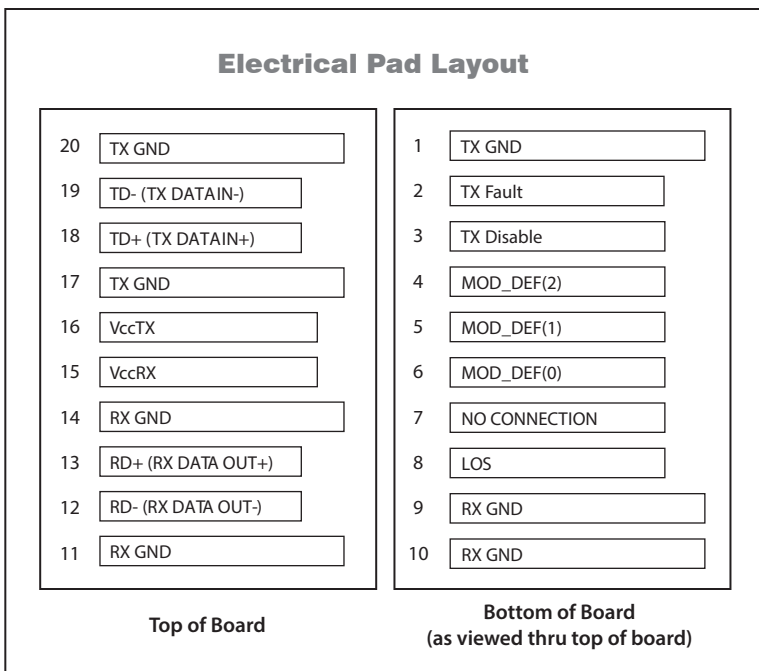 Electrical Pad Layout
20 TX GND
19 TD- (TX DATAIN-)
18 TD+ (TX DATAIN+)
17 TX GND
16 VccTX
15 VccRX
14 RX GND
13 RD+ (RX DATA OUT+)
12 RD- (RX DATA OUT-)
11 RX GND
Top of Board
1 TX GND
2 TX Fault
3 TX Disable
4 MOD_DEF(2)
5 MOD_DEF(1)
6 MOD_DEF(0)
7 NO CONNECTION
8 LOS
9 RX GND
10 RX GND
Bottom of Board
(as viewed thru top of board)